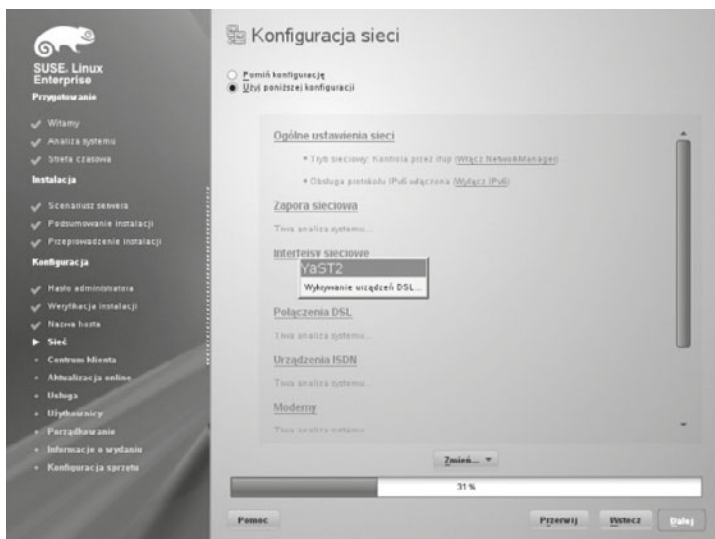 SUSE. Linux
Enterprise
Przygotowanie
Witamy
Analiza systemu
Strefa czasowa
Instalacja
Scenariusz serwera
Podsumowanie instalacji
Przeprowadzenie instalacji
Konfiguracja
Hasło administratora
Weryfikacja instalacji
Nazwa hosta
Sieć
Centrum klienta
Aktualizacja online
Usługa
Użytkownicy
Porządkowanie
Informacje o wydaniu
Konfiguracja sprzętu
Konfiguracja sieci
Pomiń konfigurację
Użyj poniższej konfiguracji
Ogólne ustawienia sieci
Tryb sieciowy: Kontrola przez ifup (Włącz NetworkManager)
Obsługa protokołu IPv6 włączona (Wyłącz IPv6)
Zapora sieciowa
Trwa analiza systemu...
Interfejsy sieciowe
YaST2
Wykrywanie urządzeń DSL...
Połączenia DSL
Trwa analiza systemu...
Urządzenia ISDN
Trwa analiza systemu...
Modemy
Trwa analiza systemu...
Zmień...
31 %
Pomoc
Przerwij
Wstecz
Dalej